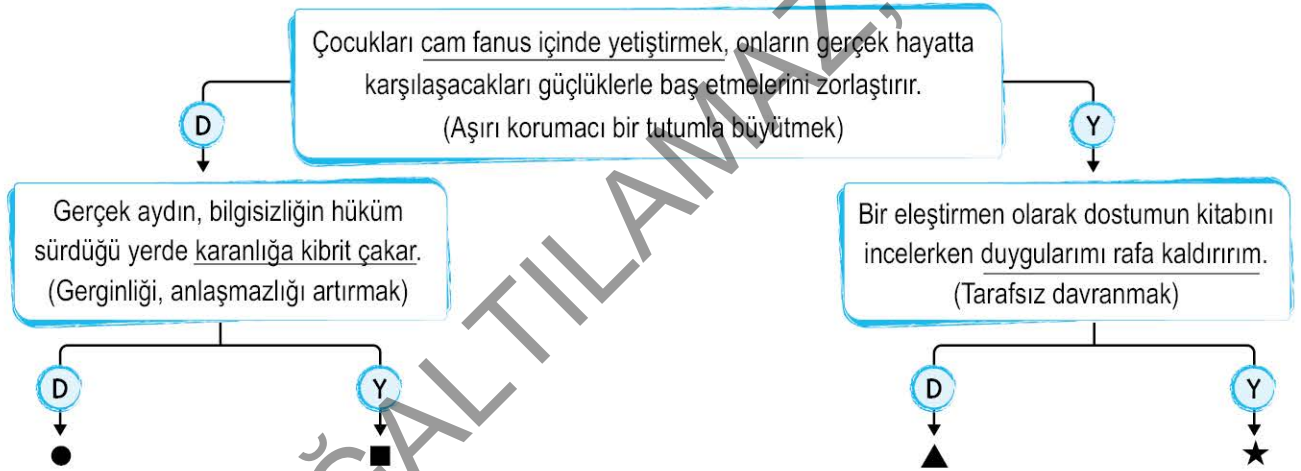 Çocukları cam fanus içinde yetiştirmek, onların gerçek hayatta
karşılaşacakları güçlüklerle baş etmelerini zorlaştırır.
(Aşırı korumacı bir tutumla büyütmek)
D
Y
Gerçek aydın, bilgisizliğin hüküm
sürdüğü yerde karanlığa kibrit çakar.
(Gerginliği, anlaşmazlığı artırmak)
Bir eleştirmen olarak dostumun kitabını
incelerken duygularımı rafa kaldırırım.
(Tarafsız davranmak)
D
Y
D
Y
ĞALTILAMAZ,